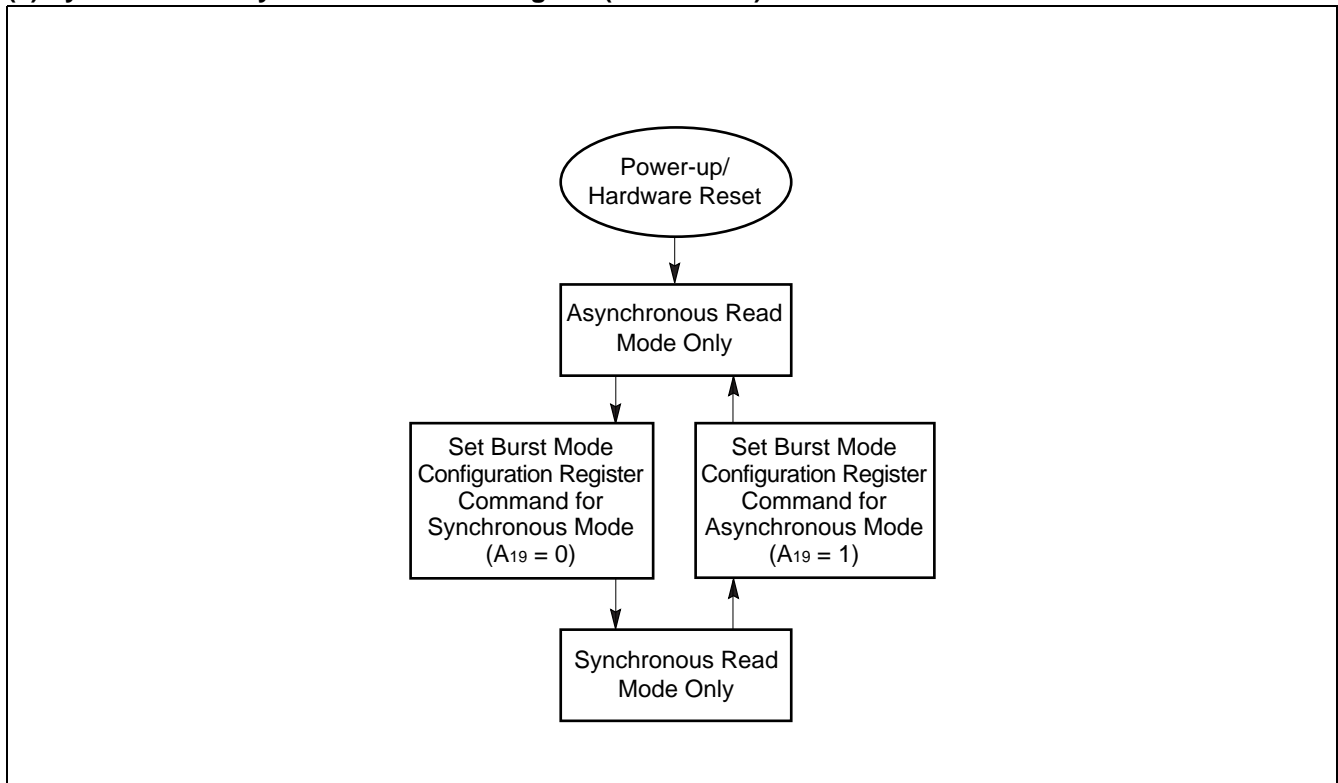 Power-up/
Hardware Reset
Asynchronous Read
Mode Only
Set Burst Mode
Configuration Register
Command for
Synchronous Mode
(A19 = 0)
Set Burst Mode
Configuration Register
Command for
Asynchronous Mode
(A19 = 1)
Synchronous Read
Mode Only